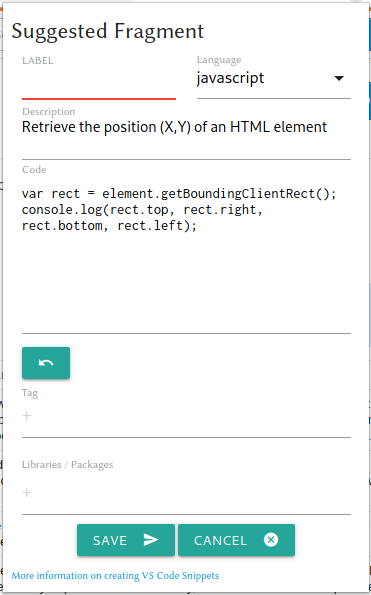 Suggested Fragment
LABEL
Language
javascript
Description
Retrieve the position (X,Y) of an HTML element
Code
var rect = element.getBoundingClientRect();
console.log(rect.top, rect.right,
rect.bottom, rect.left);
Tag
+
Libraries / Packages
+
SAVE
CANCEL
More information on creating VS Code Snippets